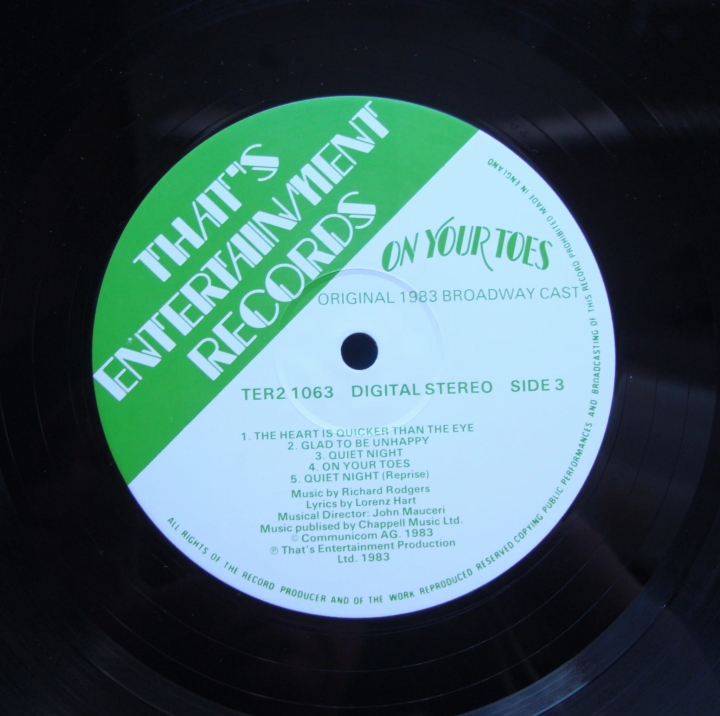 THAT'S
ENTERTAINMENT
RECORDS
ON YOUR TOES
ORIGINAL 1983 BROADWAY CAST
TER2 1063 DIGITAL STEREO SIDE 3
1. THE HEART IS QUICKER THAN THE EYE
2. GLAD TO BE UNHAPPY
3. QUIET NIGHT
4. ON YOUR TOES
5. QUIET NIGHT (Reprise)
Music by Richard Rodgers
Lyrics by Lorenz Hart
Musical Director: John Mauceri
Music publised by Chappell Music Ltd.
© Communicorn AG. 1983
℗ That's Entertainment Production
Ltd. 1983
ALL RIGHTS OF THE RECORD PRODUCER AND OF THE WORK REPRODUCED RESERVED COPYING PUBLIC PERFORMANCES AND BROADCASTING OF THIS RECORD PROHIBITED MADE IN ENGLAND